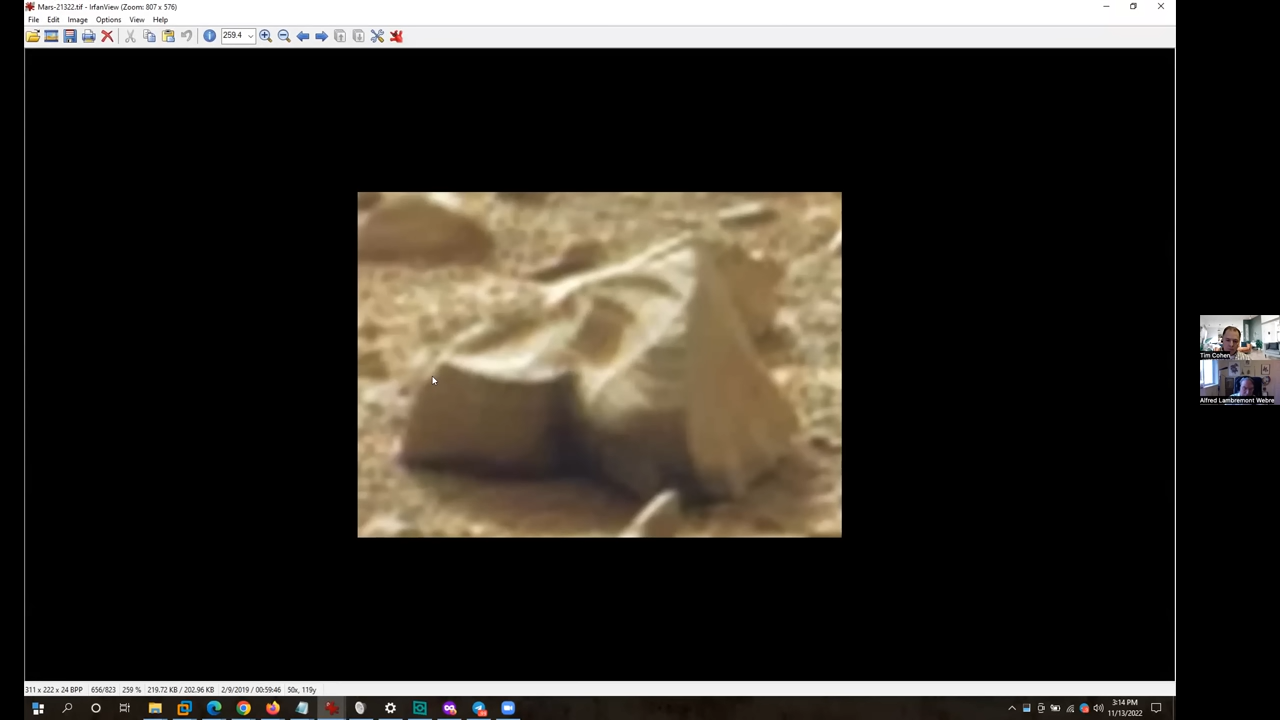 Mars-21322.tif - IrfanView (Zoom: 807 x 576)
File Edit Image Options View Help
259.4
Tim Cohen
Alfred Lambremont Webre
311 x 222 x 24 BPP 656/823 259 % 219.72 KB / 202.96 KB 2/9/2019 / 00:59:46 50x, 119y
3:14 PM
11/13/2022